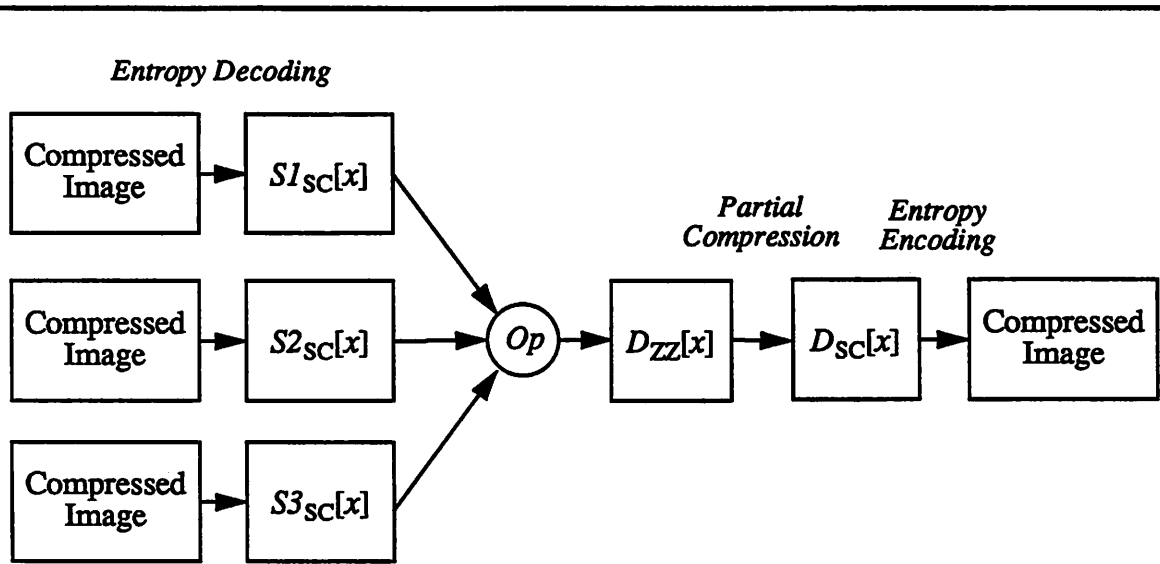 Entropy Decoding
Compressed
Image
S1SC[x]
Partial
Compression
Entropy
Encoding
Compressed
Image
S2SC[x]
Op
DZZ[x]
DSC[x]
Compressed
Image
Compressed
Image
S3SC[x]